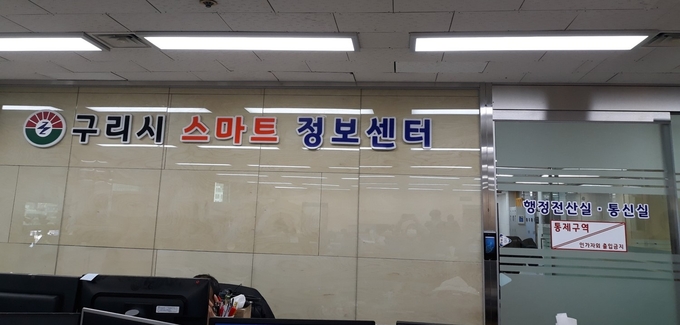 구리시 스마트 정보센터
행정전산실·통신실
통제구역
인가자외 출입금지